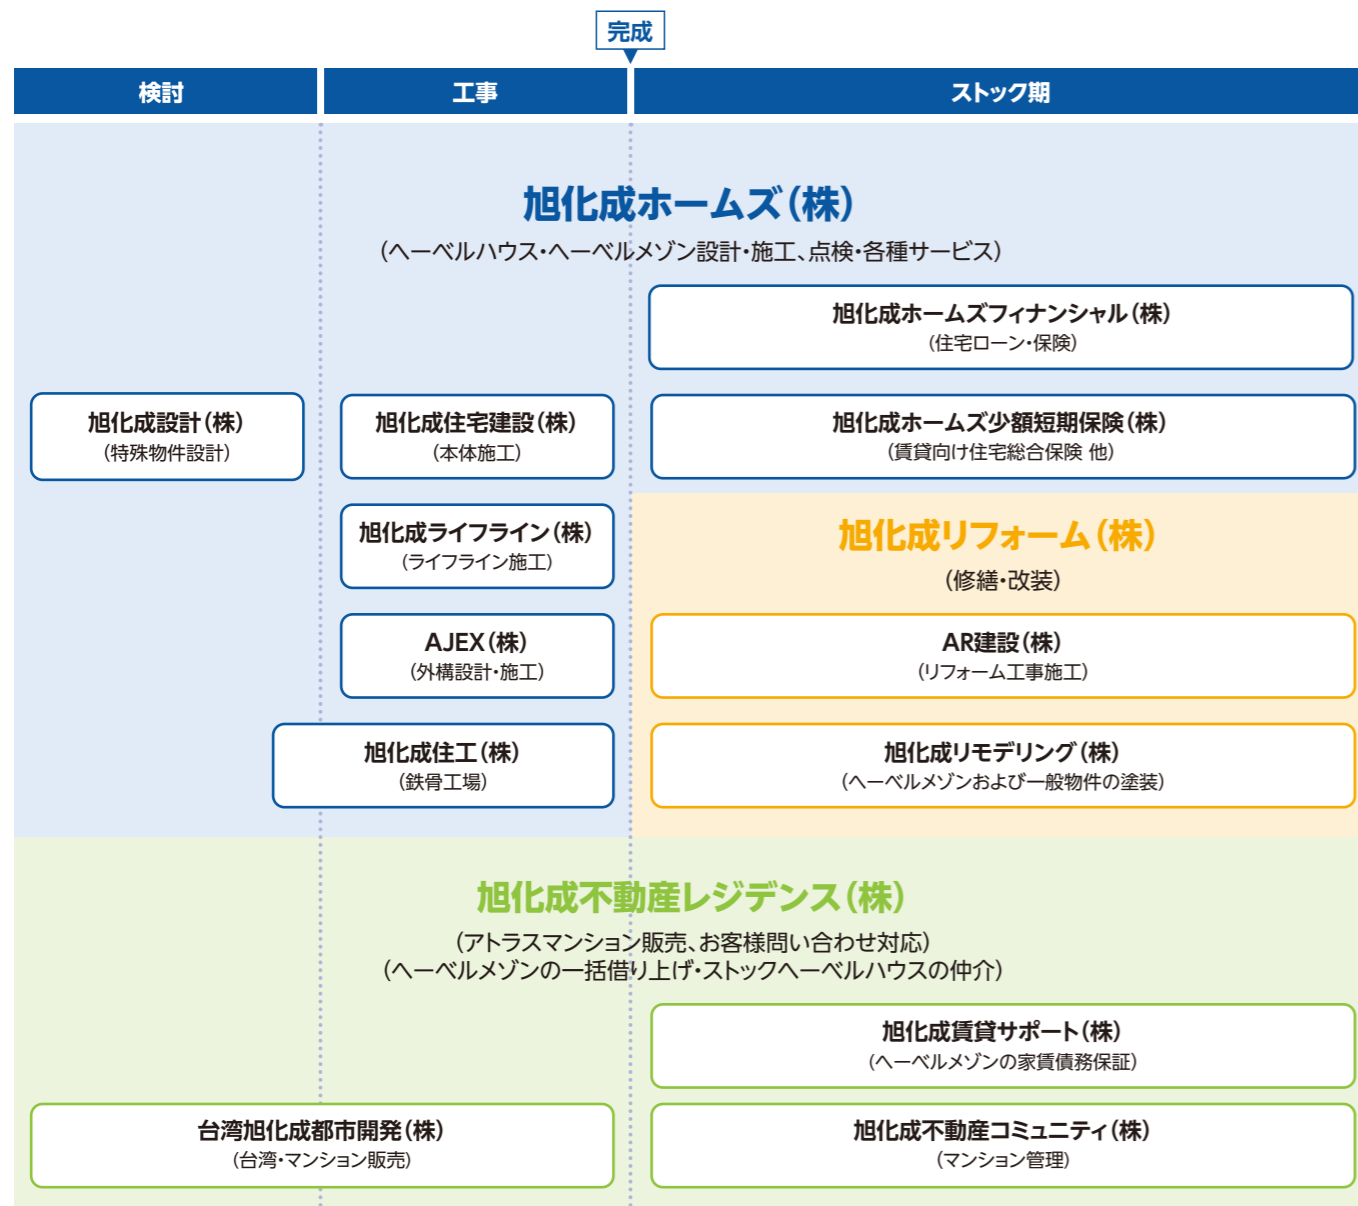 完成
検討
工事
ストック期
旭化成ホームズ(株)
(ヘーベルハウス・ヘーベルメゾン設計・施工、点検・各種サービス)
旭化成ホームズフィナンシャル(株)
(住宅ローン・保険)
旭化成設計(株)
(特殊物件設計)
旭化成住宅建設(株)
(本体施工)
旭化成ホームズ少額短期保険(株)
(賃貸向け住宅総合保険 他)
旭化成ライフライン(株)
(ライフライン施工)
旭化成リフォーム(株)
(修繕・改装)
AJEX(株)
(外構設計・施工)
AR建設(株)
(リフォーム工事施工)
旭化成住工(株)
(鉄骨工場)
旭化成リモデリング(株)
(ヘーベルメゾンおよび一般物件の塗装)
旭化成不動産レジデンス(株)
(アトラスマンション販売、お客様問い合わせ対応)
(ヘーベルメゾンの一括借り上げ・ストックヘーベルハウスの仲介)
旭化成賃貸サポート(株)
(ヘーベルメゾンの家賃債務保証)
台湾旭化成都市開発(株)
(台湾・マンション販売)
旭化成不動産コミュニティ(株)
(マンション管理)